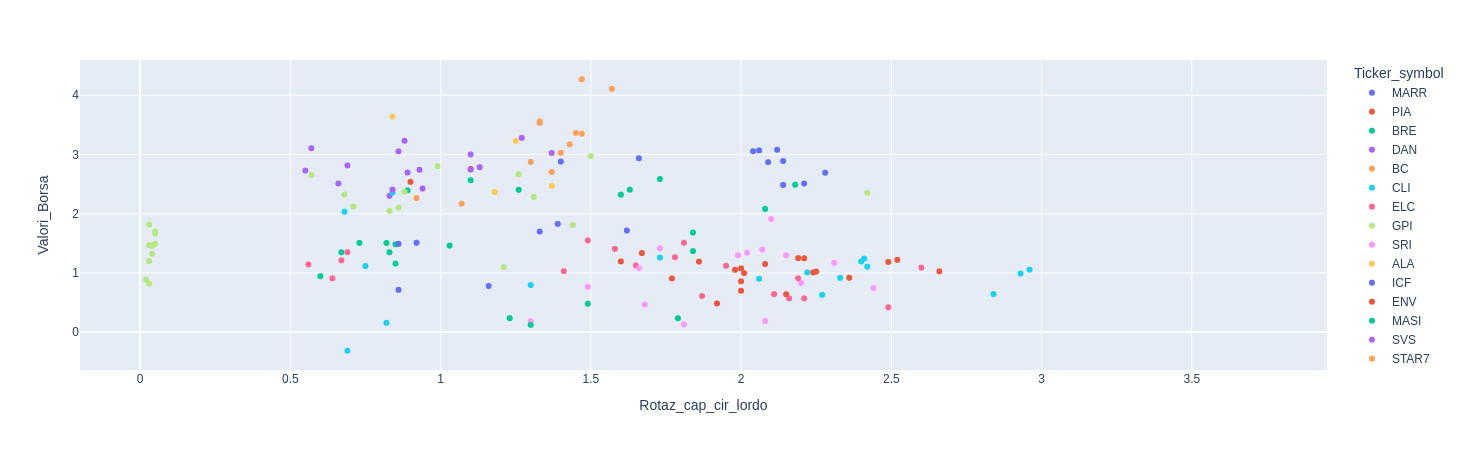 Ticker_symbol
MARR
PIA
BRE
DAN
BC
CLI
ELC
GPI
SRI
ALA
ICF
ENV
MASI
SVS
STAR7
Valori_Borsa
4
3
2
1
0
0 0.5 1 1.5 2 2.5 3 3.5
Rotaz_cap_cir_lordo